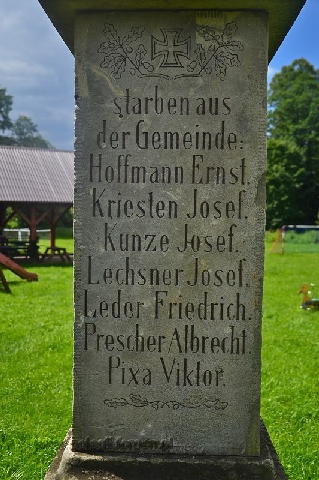 starben aus
der Gemeinde:
Hoffmann Ernst.
Kriesten Josef.
Kunze Josef.
Lechsner Josef.
Leder Friedrich.
Prescher Albrecht.
Pixa Viktor.